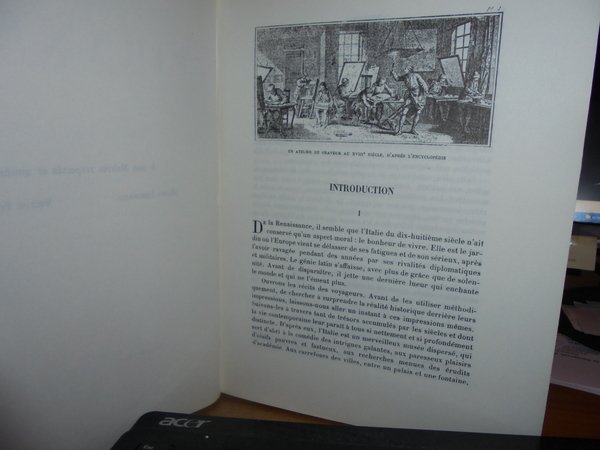 UN ATELIER DE GRAVEUR AU XVIIIe SIÈCLE, D'APRÈS L'ENCYCLOPÉDIE
INTRODUCTION
I
De la Renaissance, il semble que l'Italie du dix-huitième siècle n'ait
conservé qu'un aspect moral : le bonheur de vivre. Elle est le jar-
din où l'Europe vient se délasser de ses fatigues et de son sérieux, après
l'avoir ravagée pendant des années par ses rivalités diplomatiques
et militaires. Le génie latin s'affaisse, avec plus de grâce que de solen-
nité. Avant de disparaître, il jette une dernière lueur qui enchante
le monde et qui ne l'émeut plus.
Ouvrons les récits des voyageurs. Avant de les utiliser méthodi-
quement, de chercher à surprendre la réalité historique derrière leurs
impressions, laissons-nous aller un instant à ces impressions mêmes.
Suivons-les à travers tant de trésors accumulés par les siècles et dont
la vie contemporaine leur paraît à tous si nettement et si profondément
distincte. D'après eux, l'Italie est un merveilleux musée dispersé, qui
sert d'abri à la comédie des intrigues galantes, aux paresseux plaisirs
d'oisifs pauvres et fastueux, aux recherches menues des érudits
d'académie. Aux carrefours des villes, entre un palais et une fontaine,
acer